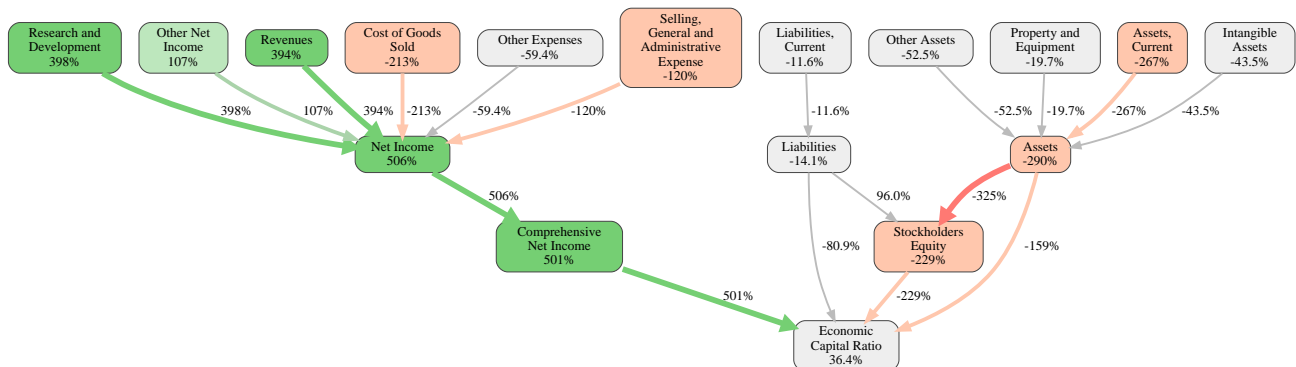 Research and
Development
398%
Other Net
Income
107%
Revenues
394%
Cost of Goods
Sold
-213%
Other Expenses
-59.4%
Selling,
General and
Administrative
Expense
-120%
Liabilities,
Current
-11.6%
Other Assets
-52.5%
Property and
Equipment
-19.7%
Assets,
Current
-267%
Intangible
Assets
-43.5%
398%
107%
394%
-213%
-59.4%
-120%
-11.6%
-52.5%
-19.7%
-267%
-43.5%
Net Income
506%
Liabilities
-14.1%
Assets
-290%
506%
96.0%
-325%
Comprehensive
Net Income
501%
-80.9%
Stockholders
Equity
-229%
-159%
501%
-229%
Economic
Capital Ratio
36.4%